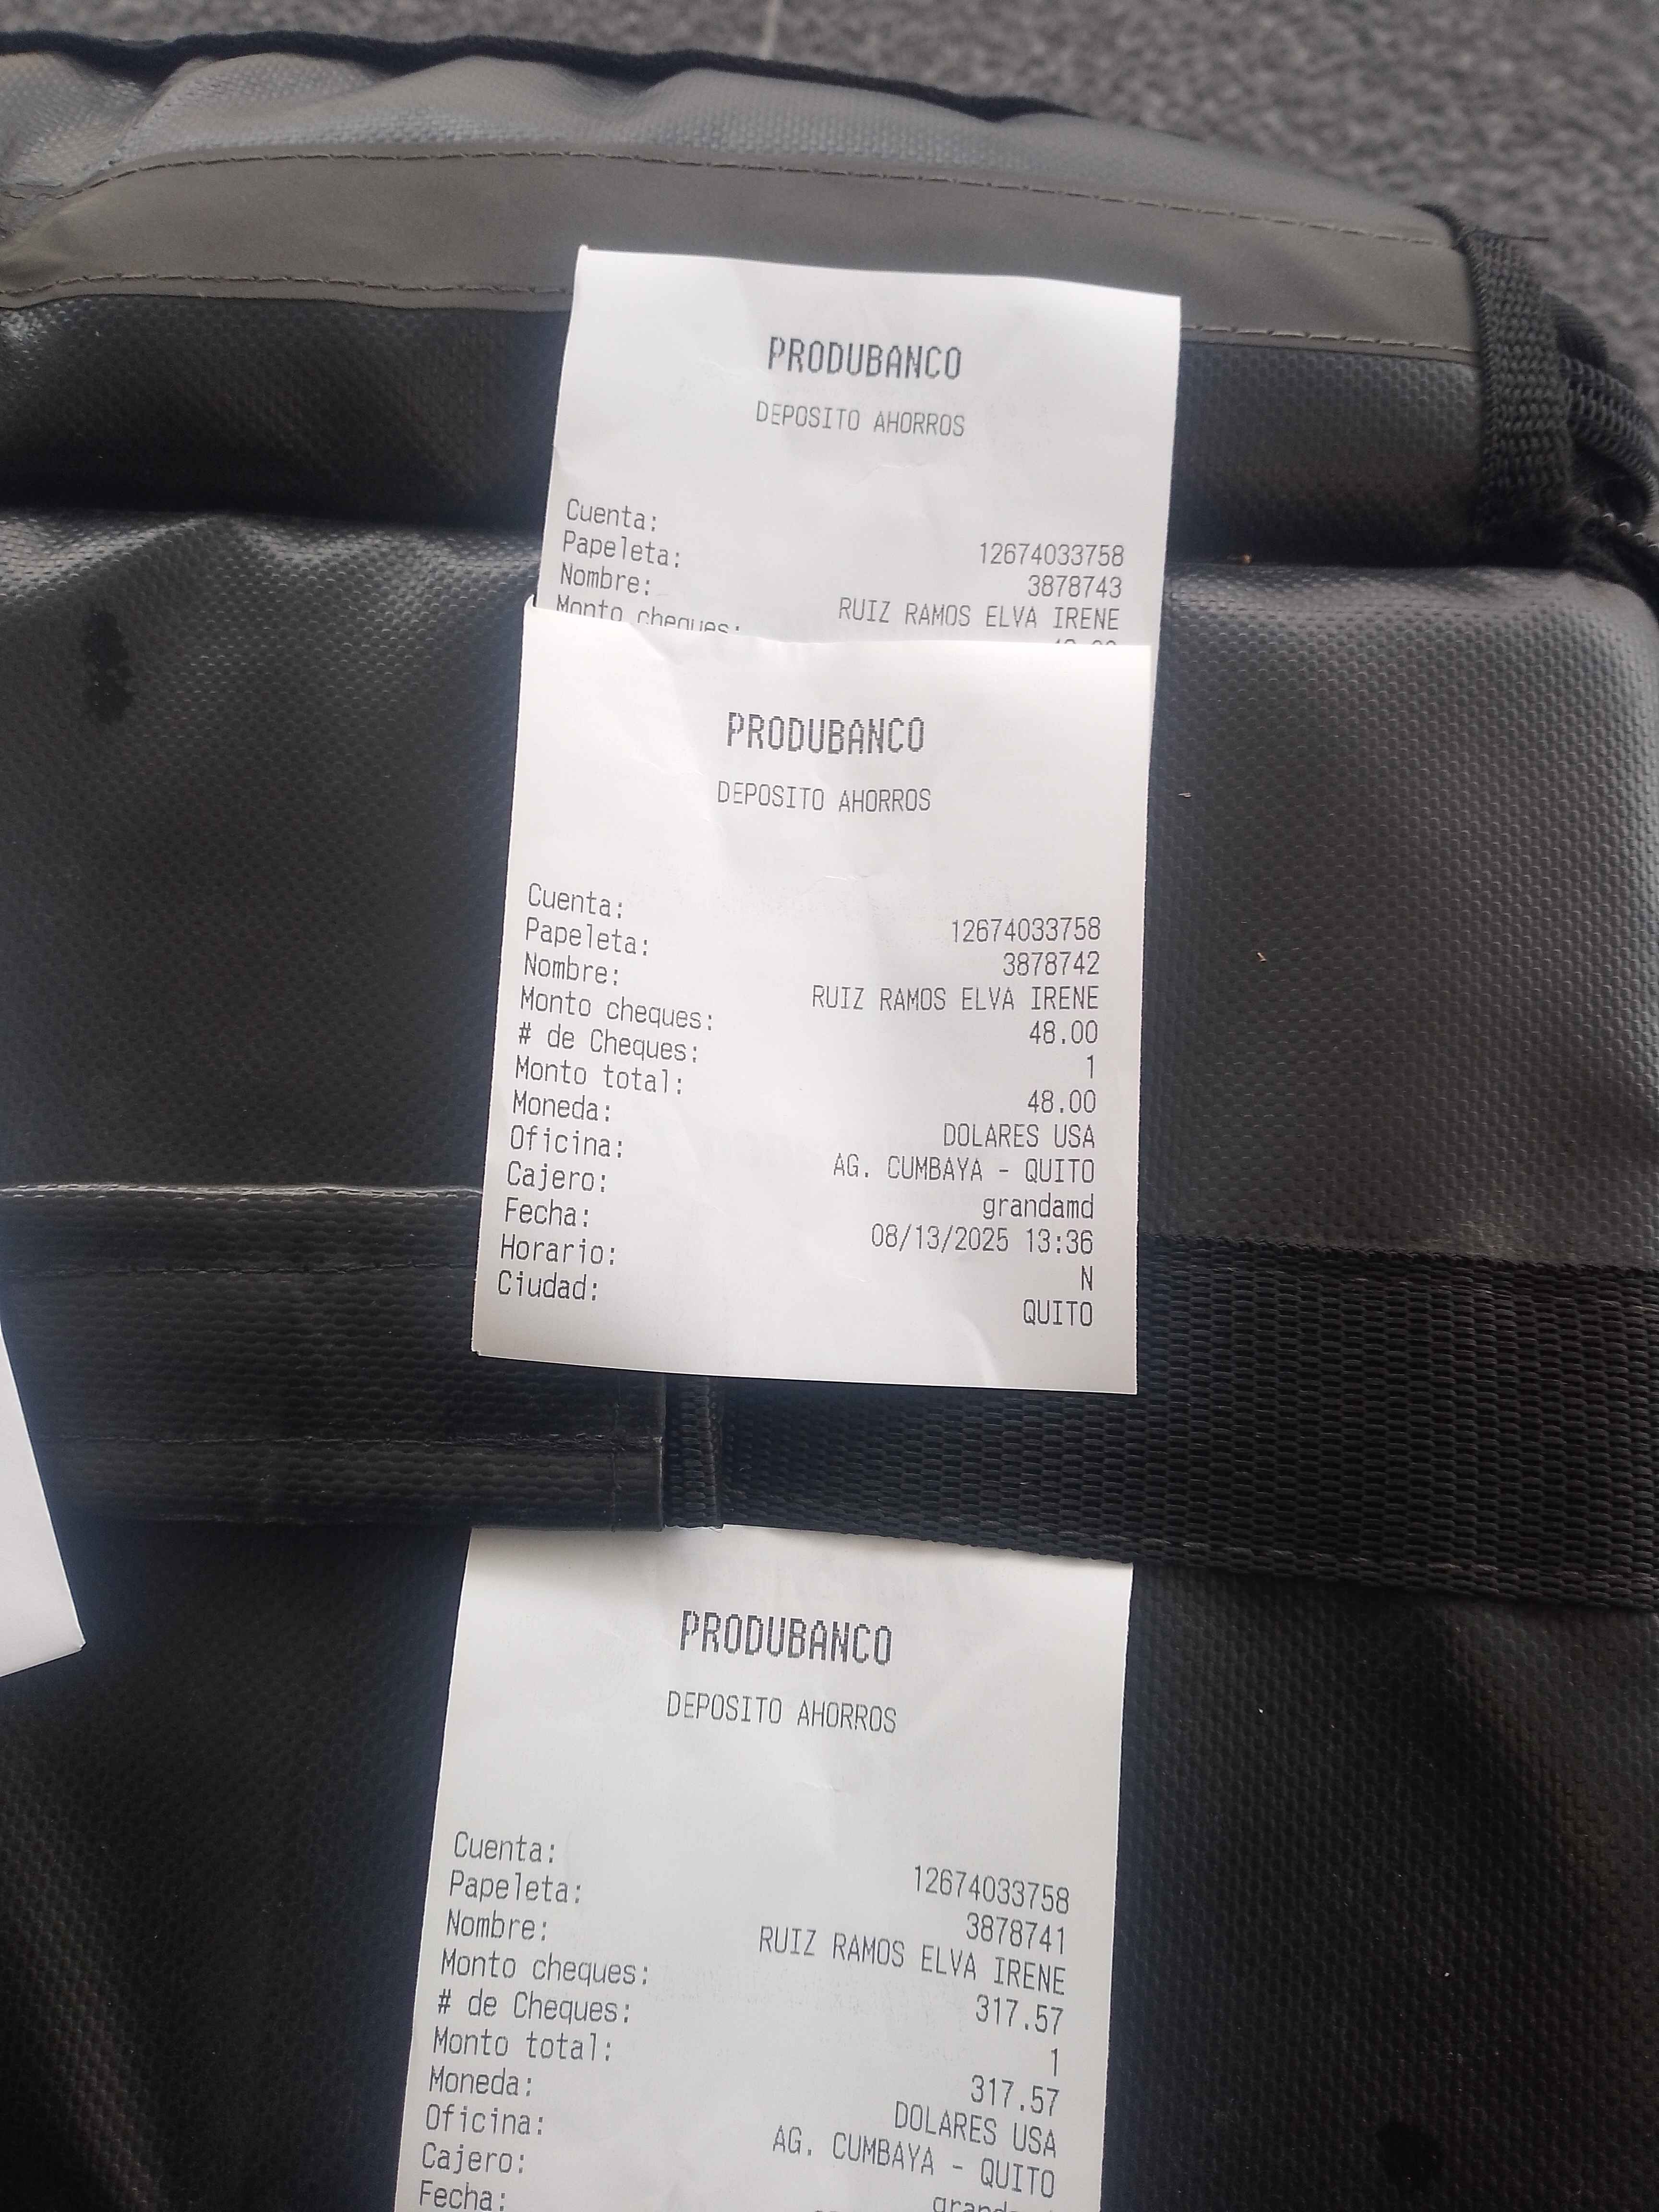 PRODUBANCO
DEPOSITO AHORROS
Cuenta: 12674033758
Papeleta: 3878743
Nombre: RUIZ RAMOS ELVA IRENE
Monto cheques:
PRODUBANCO
DEPOSITO AHORROS
Cuenta: 12674033758
Papeleta: 3878742
Nombre: RUIZ RAMOS ELVA IRENE
Monto cheques: 48.00
# de Cheques: 1
Monto total: 48.00
Moneda: DOLARES USA
Oficina: AG. CUMBAYA - QUITO
Cajero: grandamd
Fecha: 08/13/2025 13:36
Horario: N
Ciudad: QUITO
PRODUBANCO
DEPOSITO AHORROS
Cuenta: 12674033758
Papeleta: 3878741
Nombre: RUIZ RAMOS ELVA IRENE
Monto cheques: 317.57
# de Cheques: 1
Monto total: 317.57
Moneda: DOLARES USA
Oficina: AG. CUMBAYA - QUITO
Cajero:
Fecha: